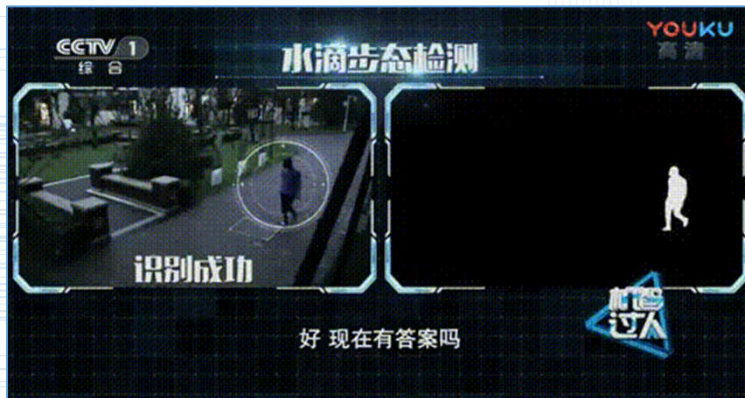 CCTV 1
综合
水滴步态检测
YOUKU
高清
识别成功
机智
过人
好 现在有答案吗